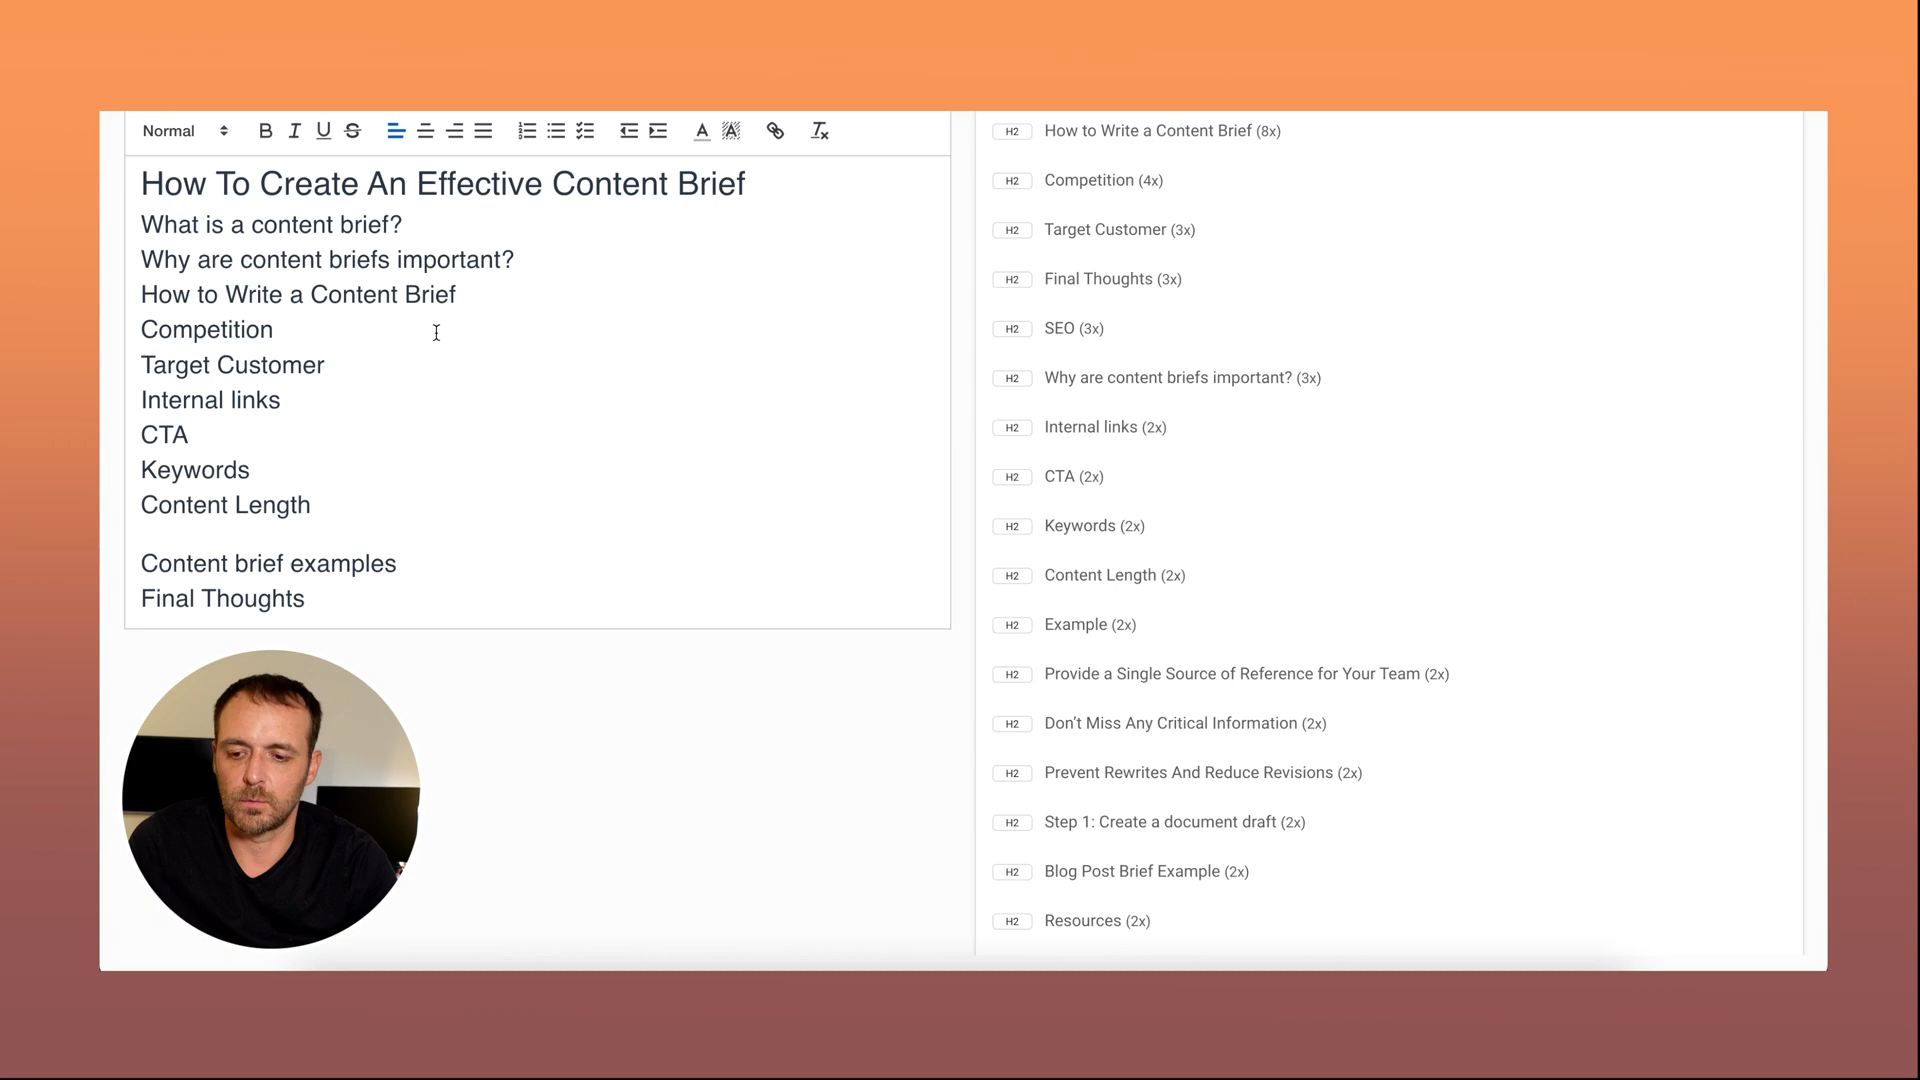 Normal
How To Create An Effective Content Brief
What is a content brief?
Why are content briefs important?
How to Write a Content Brief
Competition
Target Customer
Internal links
CTA
Keywords
Content Length
Content brief examples
Final Thoughts
H2 How to Write a Content Brief (8x)
H2 Competition (4x)
H2 Target Customer (3x)
H2 Final Thoughts (3x)
H2 SEO (3x)
H2 Why are content briefs important? (3x)
H2 Internal links (2x)
H2 CTA (2x)
H2 Keywords (2x)
H2 Content Length (2x)
H2 Example (2x)
H2 Provide a Single Source of Reference for Your Team (2x)
H2 Don’t Miss Any Critical Information (2x)
H2 Prevent Rewrites And Reduce Revisions (2x)
H2 Step 1: Create a document draft (2x)
H2 Blog Post Brief Example (2x)
H2 Resources (2x)